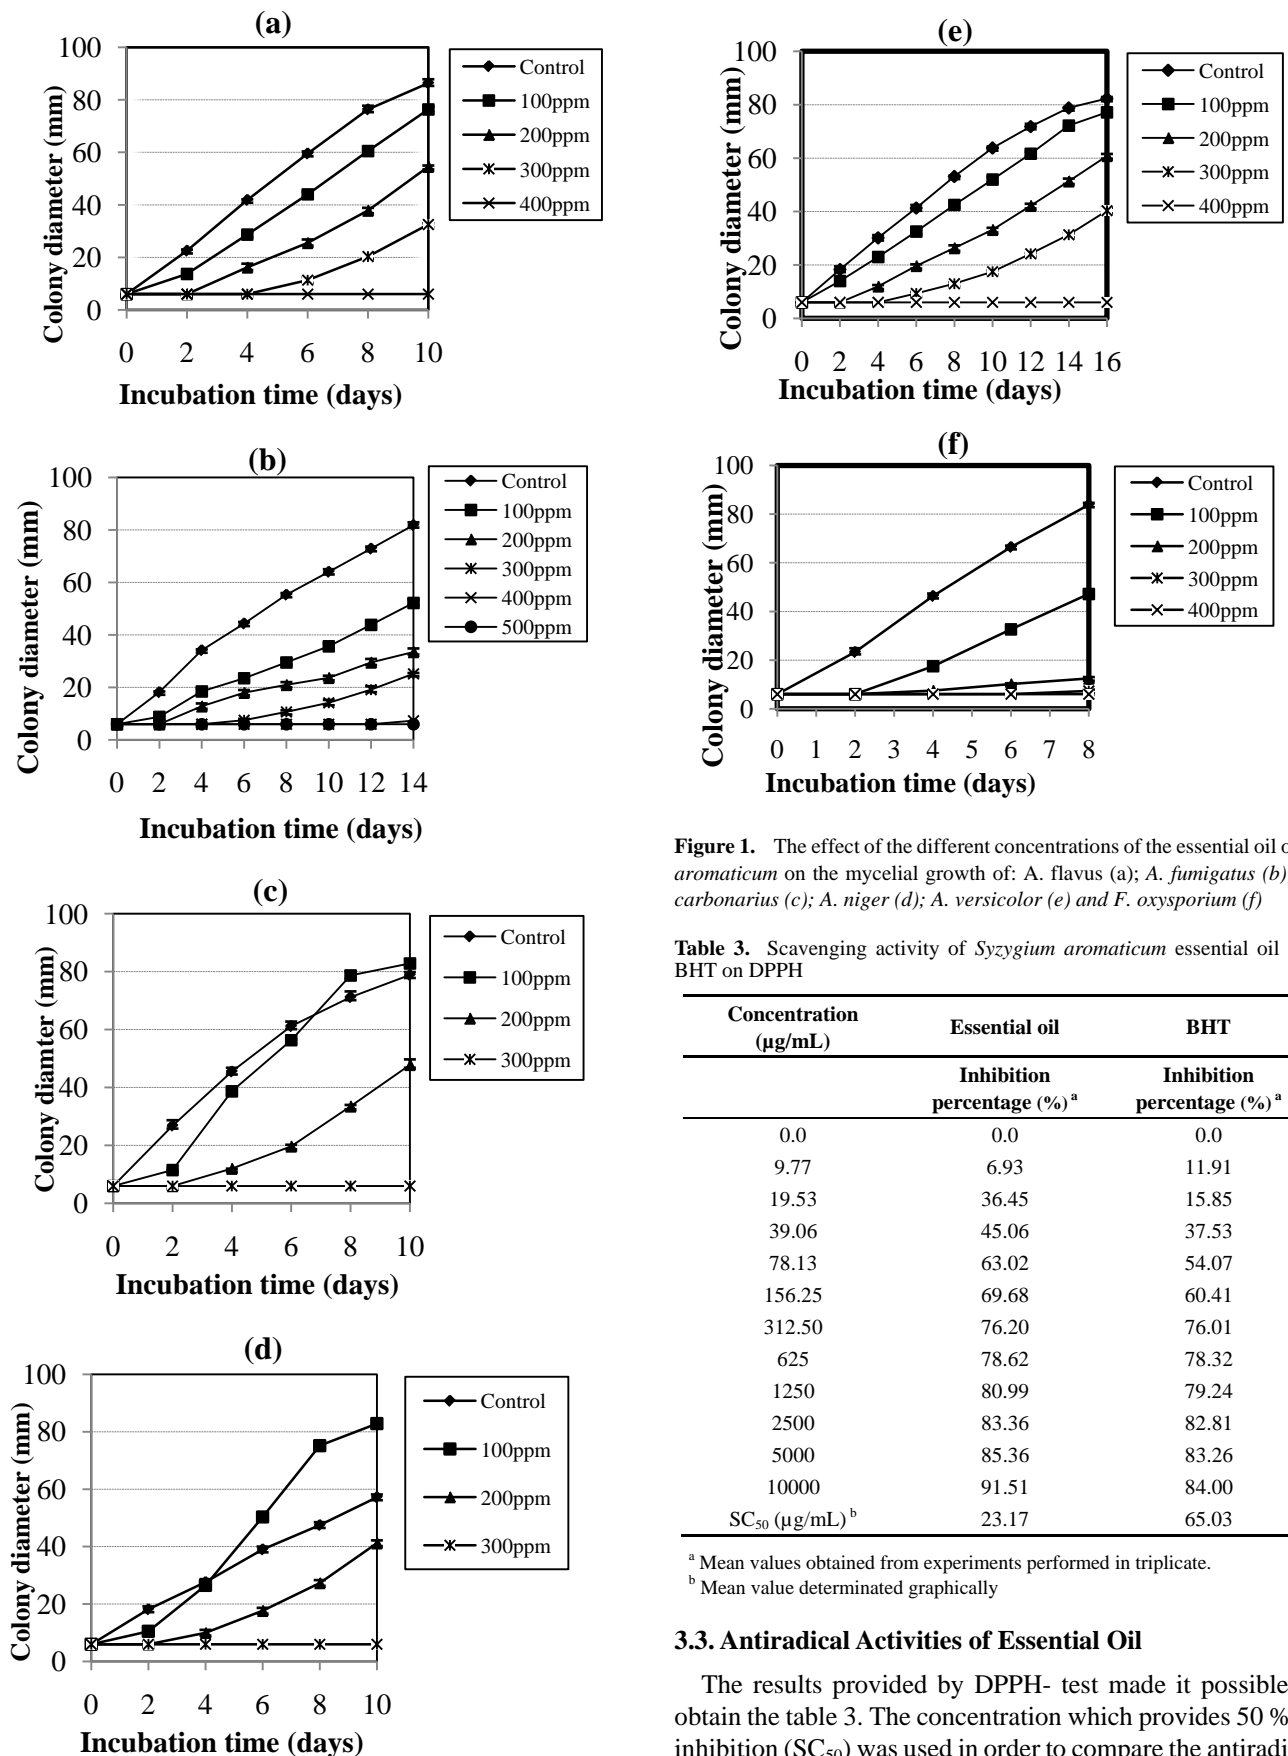 (a)
100
80
60
40
20
0
Colony diameter (mm)
0 2 4 6 8 10
Incubation time (days)
Control
100ppm
200ppm
300ppm
400ppm
(b)
100
80
60
40
20
0
Colony diameter (mm)
0 2 4 6 8 10 12 14
Incubation time (days)
Control
100ppm
200ppm
300ppm
400ppm
500ppm
(c)
100
80
60
40
20
0
Colony diamter (mm)
0 2 4 6 8 10
Incubation time (days)
Control
100ppm
200ppm
300ppm
(d)
100
80
60
40
20
0
Colony diameter (mm)
0 2 4 6 8 10
Incubation time (days)
Control
100ppm
200ppm
300ppm
(e)
100
80
60
40
20
0
Colony diameter (mm)
0 2 4 6 8 10 12 14 16
Incubation time (days)
Control
100ppm
200ppm
300ppm
400ppm
(f)
100
80
60
40
20
0
Colony diameter (mm)
0 1 2 3 4 5 6 7 8
Incubation time (days)
Control
100ppm
200ppm
300ppm
400ppm
Figure 1. The effect of the different concentrations of the essential oil
aromaticum on the mycelial growth of: A. flavus (a); A. fumigatus (b)
carbonarius (c); A. niger (d); A. versicolor (e) and F. oxysporium (f)
Table 3. Scavenging activity of Syzygium aromaticum essential oil
BHT on DPPH
Concentration Essential oil BHT
(µg/mL)
Inhibition Inhibition
percentage (%) a percentage (%) a
0.0 0.0 0.0
9.77 6.93 11.91
19.53 36.45 15.85
39.06 45.06 37.53
78.13 63.02 54.07
156.25 69.68 60.41
312.50 76.20 76.01
625 78.62 78.32
1250 80.99 79.24
2500 83.36 82.81
5000 85.36 83.26
10000 91.51 84.00
SC50 (µg/mL) b 23.17 65.03
a Mean values obtained from experiments performed in triplicate.
b Mean value determinated graphically
3.3. Antiradical Activities of Essential Oil
The results provided by DPPH- test made it possible
obtain the table 3. The concentration which provides 50 %
inhibition (SC50) was used in order to compare the antiradi